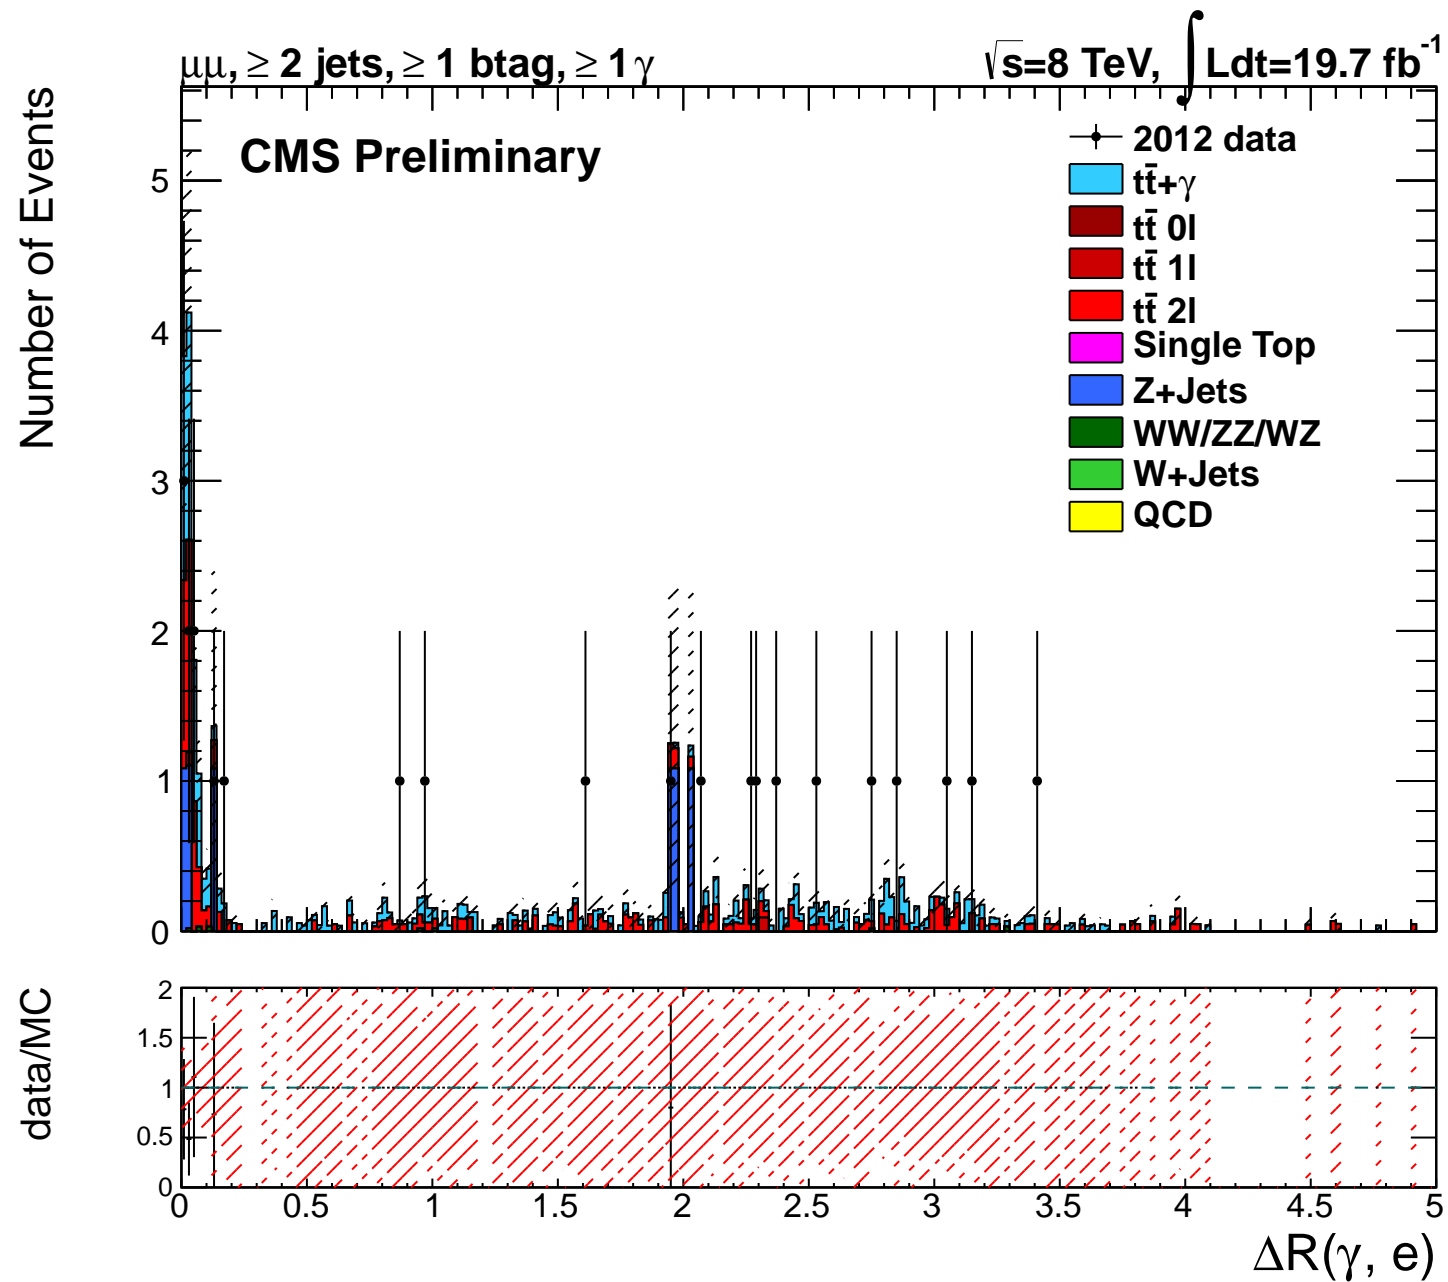 μμ, ≥ 2 jets, ≥ 1 btag, ≥ 1 γ
√s=8 TeV, ∫ Ldt=19.7 fb⁻¹
CMS Preliminary
2012 data
tt̄+γ
tt̄ 0l
tt̄ 1l
tt̄ 2l
Single Top
Z+Jets
WW/ZZ/WZ
W+Jets
QCD
Number of Events
5
4
3
2
1
0
data/MC
2
1.5
1
0.5
0
0 0.5 1 1.5 2 2.5 3 3.5 4 4.5 5
ΔR(γ, e)